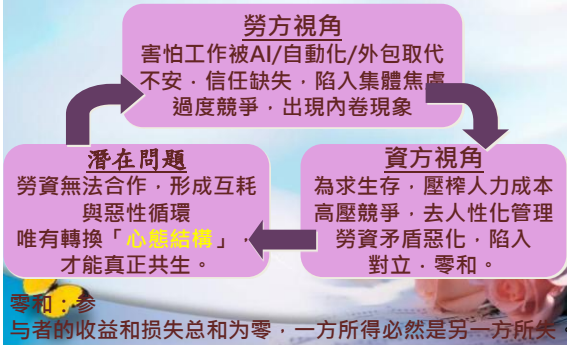 勞方視角
害怕工作被AI/自動化/外包取代
不安，信任缺失，陷入集體焦慮
過度競爭，出現內卷現象
資方視角
為求生存，壓榨人力成本
高壓競爭，去人性化管理
勞資矛盾惡化，陷入
對立，零和。
潛在問題
勞資無法合作，形成互耗
與惡性循環
唯有轉換「心態結構」，
才能真正共生。
零和：参
与者的收益和损失总和为零，一方所得必然是另一方所失。